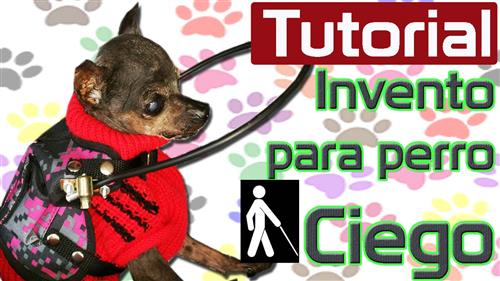 Tutorial
Invento
para perro
Ciego